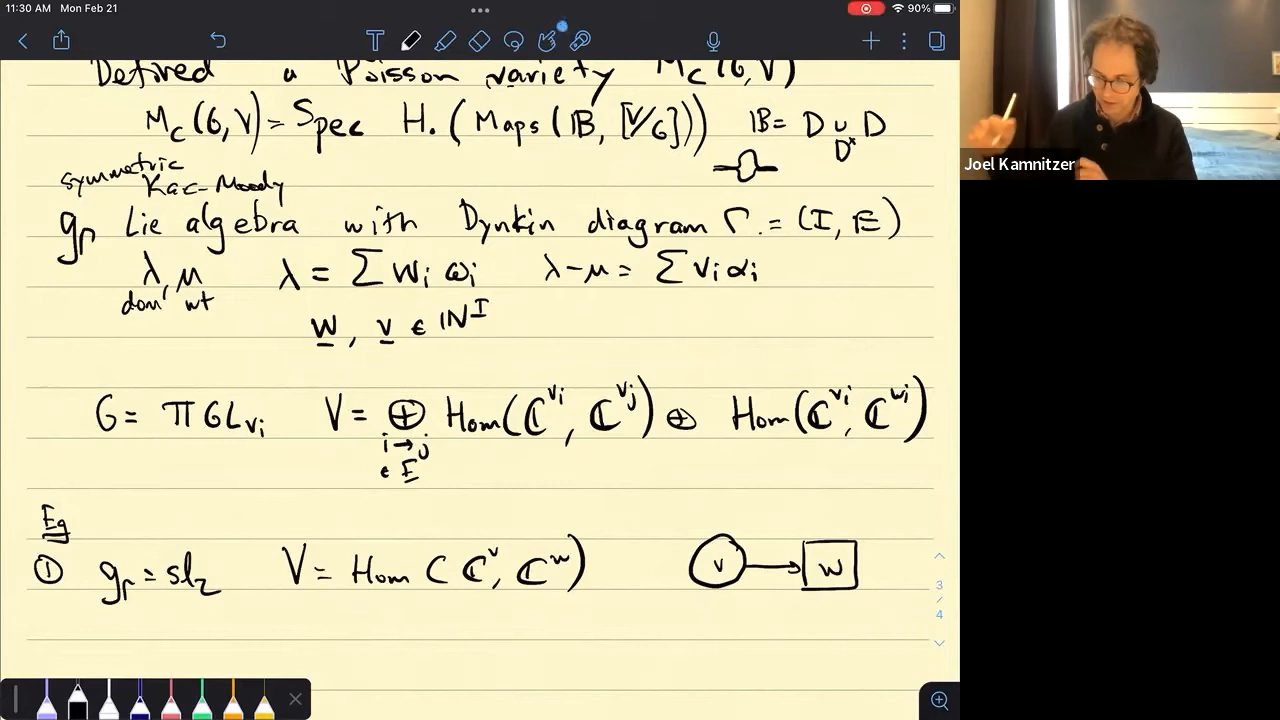 11:30 AM Mon Feb 21
90%
Defined a Poisson variety M_C(G,V)
M_C(G,V) = Spec H.(Maps(𝔹, [V/G])) 𝔹 = D ∪_{D*} D
symmetric
Kac-Moody
g_Γ Lie algebra with Dynkin diagram Γ = (I, E)
λ, μ λ = Σ w_i ω_i λ-μ = Σ v_i α_i
dom' wt
w, v ∈ ℕ^I
G = π GL_{v_i} V = ⊕_{i→j ∈ E} Hom(ℂ^{v_i}, ℂ^{v_j}) ⊕ Hom(ℂ^{v_i}, ℂ^{w_i})
Eg
① g_Γ = sl_2 V = Hom(ℂ^v, ℂ^w) v → w
3
/
4
Joel Kamnitzer